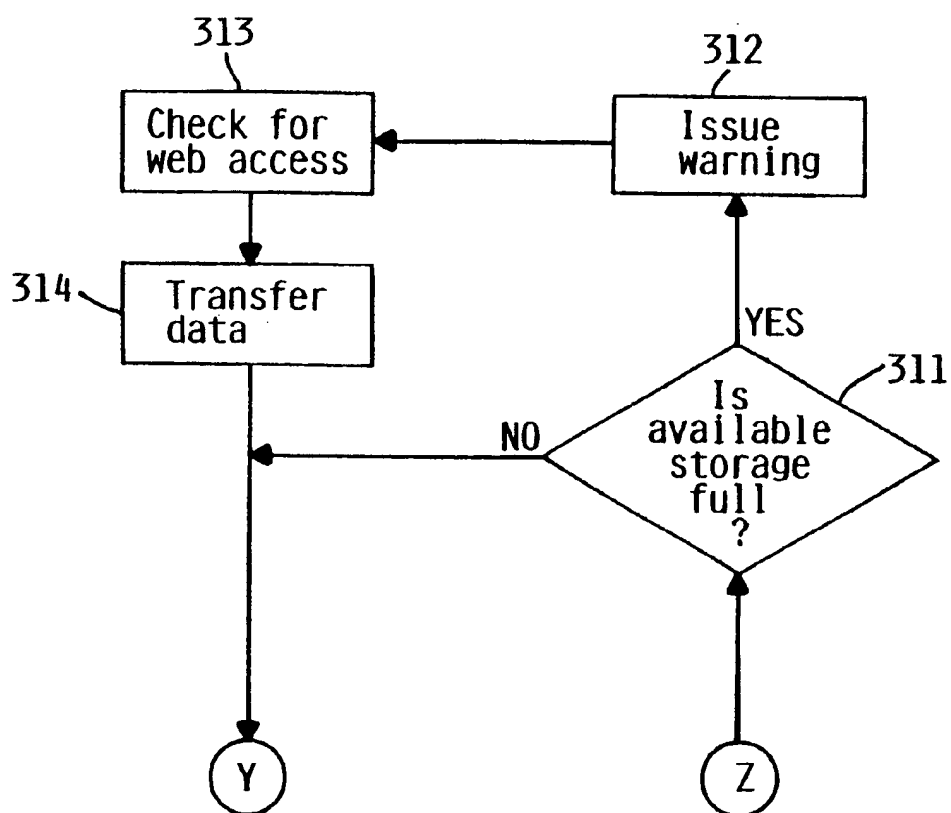 313
Check for
web access
312
Issue
warning
314
Transfer
data
YES
311
Is
available
storage
full
?
NO
Y
Z